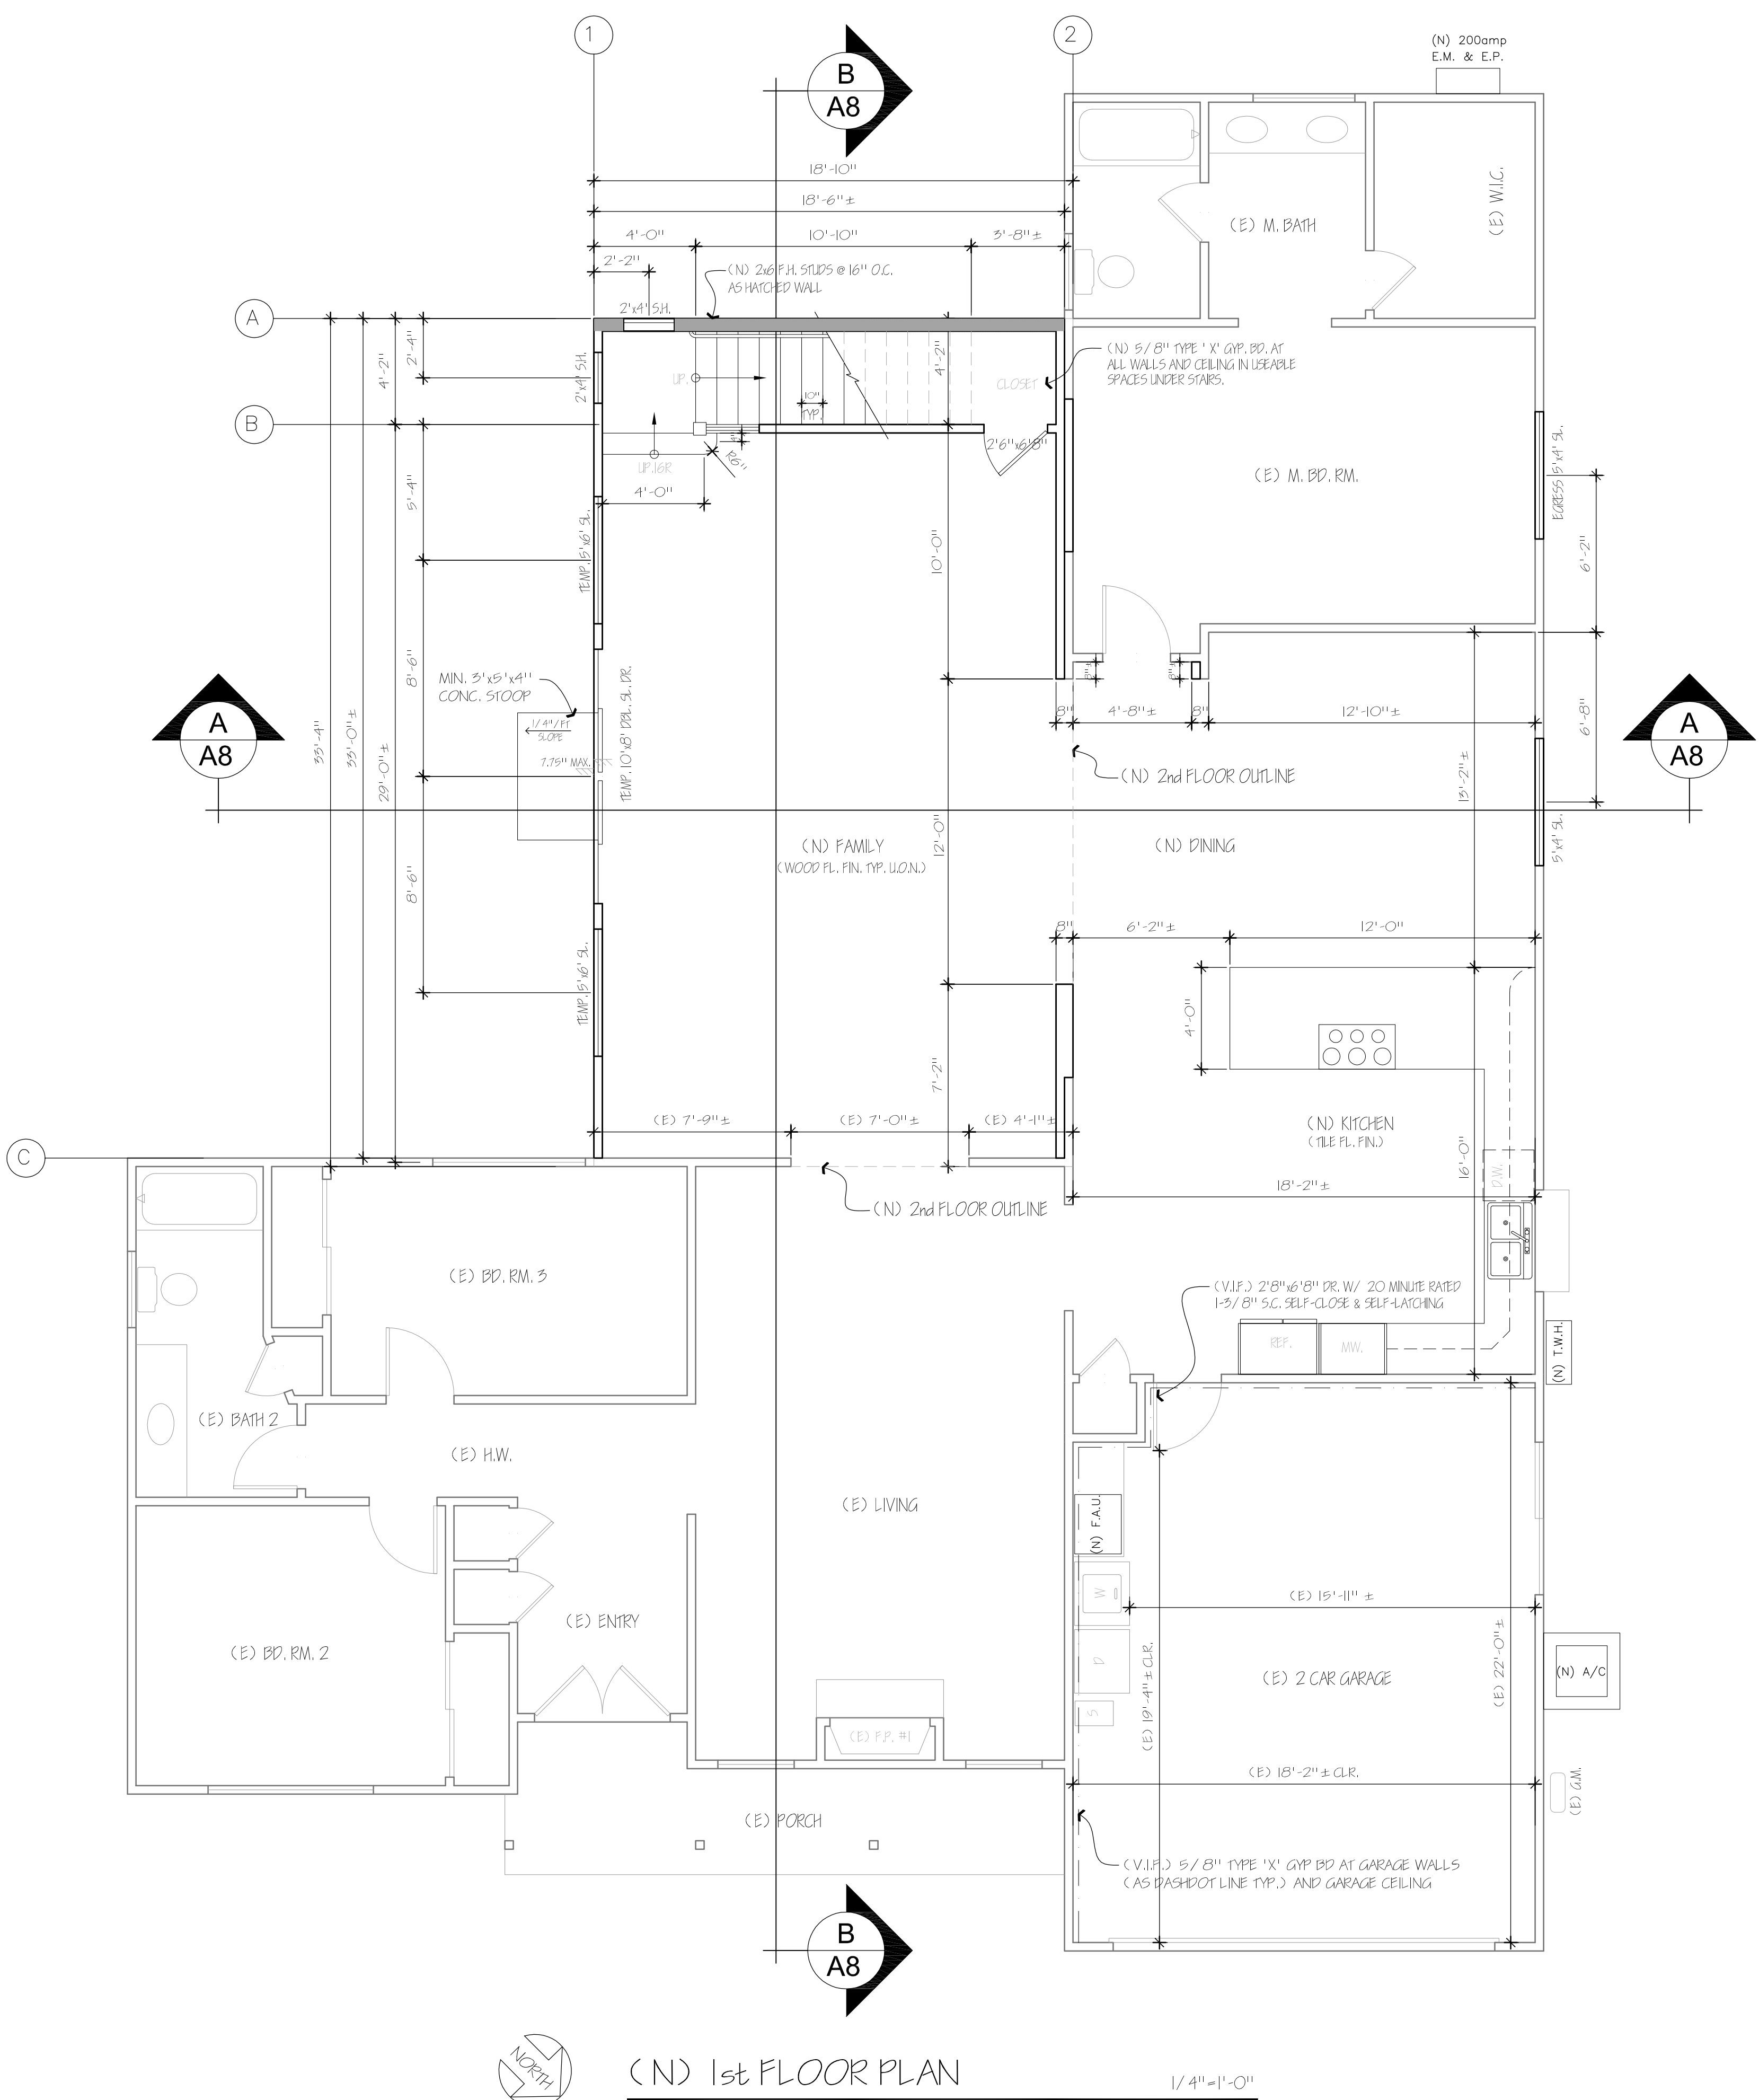 1
2
(N) 200amp
E.M. & E.P.
B
A8
18'-10"
18'-6"±
4'-0"
10'-10"
3'-8"±
2'-2"
(N) 2x6 F.H. STUDS @ 16" O.C.
AS HATCHED WALL
2'x4' S.H.
(E) M. BATH
(E) W.I.C.
A
B
33'-4"
33'-0"±
29'-0"±
4'-2"
2'-4"
5'-4"
8'-6"
8'-6"
2'x4' S.H.
UP.
10"
TYP.
4'-2"
CLOSET
(N) 5/8" TYPE 'X' GYP. BD. AT
ALL WALLS AND CEILING IN USEABLE
SPACES UNDER STAIRS.
UP.16R
4"
R6"
4'-0"
2'6"x6'8"
(E) M. BD. RM.
EGRESS 5'x4' SL.
6'-2"
TEMP. 5'x6' SL.
10'-0"
A
A8
MIN. 3'x5'x4"
CONC. STOOP
1/4"/FT
SLOPE
7.75" MAX.
TEMP. 10'x8' DBL. SL. DR.
8"
4'-8"±
8"
12'-10"±
6'-8"
13'-2"±
A
A8
(N) 2nd FLOOR OUTLINE
(N) FAMILY
(WOOD FL. FIN. TYP. U.O.N.)
12'-0"
(N) DINING
5'x4' SL.
8"
6'-2"±
12'-0"
TEMP. 5'x6' SL.
4'-0"
7'-2"
(E) 7'-9"±
(E) 7'-0"±
(E) 4'-1"±
(N) KITCHEN
(TILE FL. FIN.)
16'-0"
D.W.
C
18'-2"±
(N) 2nd FLOOR OUTLINE
(E) BD. RM. 3
(V.I.F.) 2'8"x6'8" DR. W/ 20 MINUTE RATED
1-3/8" S.C. SELF-CLOSE & SELF-LATCHING
REF.
MW.
(N) T.W.H.
(E) BATH 2
(E) H.W.
(E) LIVING
(N) F.A.U.
W
D
S
(E) 15'-11" ±
(E) ENTRY
(E) BD. RM. 2
(E) 19'-4"± CLR.
(E) 2 CAR GARAGE
(E) 22'-0"±
(N) A/C
(E) F.P. #1
(E) 18'-2"± CLR.
(E) G.M.
(E) PORCH
(V.I.F.) 5/8" TYPE 'X' GYP BD AT GARAGE WALLS
(AS DASHDOT LINE TYP.) AND GARAGE CEILING
B
A8
NORTH
(N) 1st FLOOR PLAN
1/4"=1'-0"